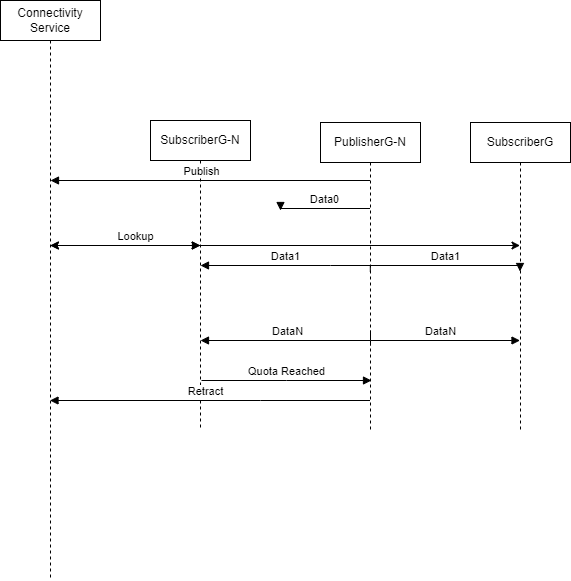 Connectivity
Service
SubscriberG-N
PublisherG-N
SubscriberG
Publish
Data0
Lookup
Data1
Data1
DataN
DataN
Quota Reached
Retract